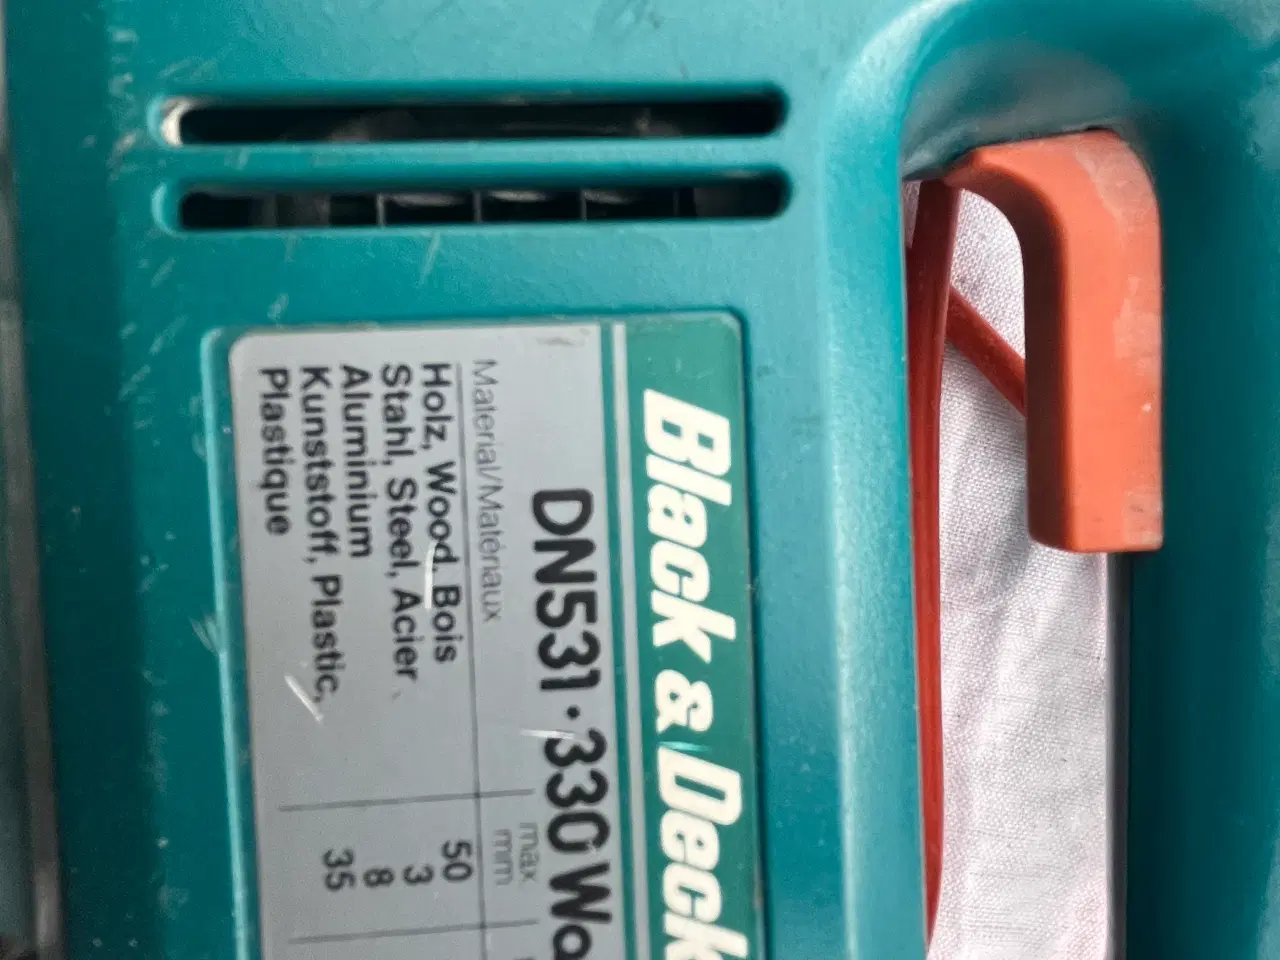 Black & Deck
DN531·330 Wa
Material/Matériaux
max
mm
Holz, Wood, Bois 50
Stahl, Steel, Acier 3
Aluminium 8
Kunststoff, Plastic, 35
Plastique